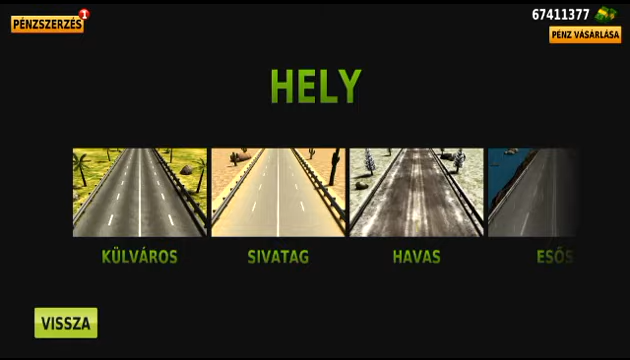 PÉNZSZERZÉS
1
67411377
PÉNZ VÁSÁRLÁSA
HELY
KÜLVÁROS
SIVATAG
HAVAS
ESŐS
VISSZA